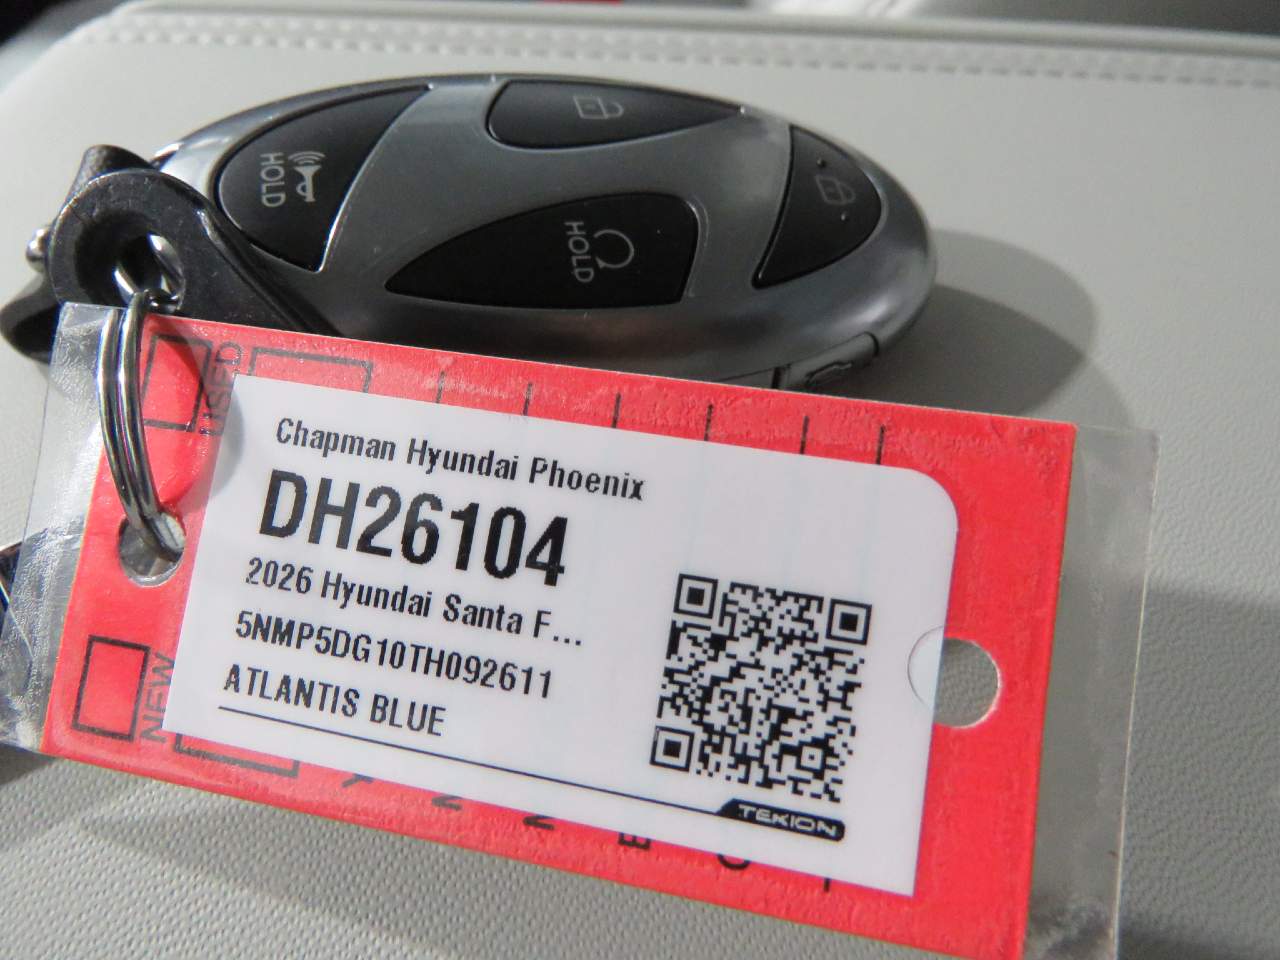 HOLD
HOLD
USED
NEW
Chapman Hyundai Phoenix
DH26104
2026 Hyundai Santa F...
5NMP5DG10TH092611
ATLANTIS BLUE
TEKION